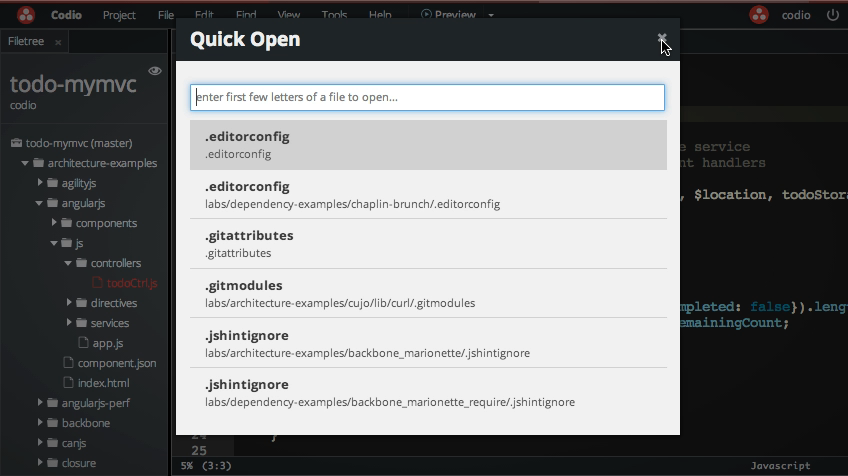 Codio Project File Edit Find View Tools Help Preview codio
Filetree
todo-mymvc
codio
todo-mymvc (master)
architecture-examples
agilityjs
angularjs
components
js
controllers
todoCtrl.js
directives
services
app.js
component.json
index.html
angularjs-perf
backbone
canjs
closure
Quick Open
enter first few letters of a file to open...
.editorconfig
.editorconfig
.editorconfig
labs/dependency-examples/chaplin-brunch/.editorconfig
.gitattributes
.gitattributes
.gitmodules
labs/architecture-examples/cujo/lib/curl/.gitmodules
.jshintignore
labs/architecture-examples/backbone_marionette/.jshintignore
.jshintignore
labs/dependency-examples/backbone_marionette_require/.jshintignore
service
handlers
, $location, todoStora
mpleted: false}).leng
emainingCount;
}
25
5% (3:3) Javascript